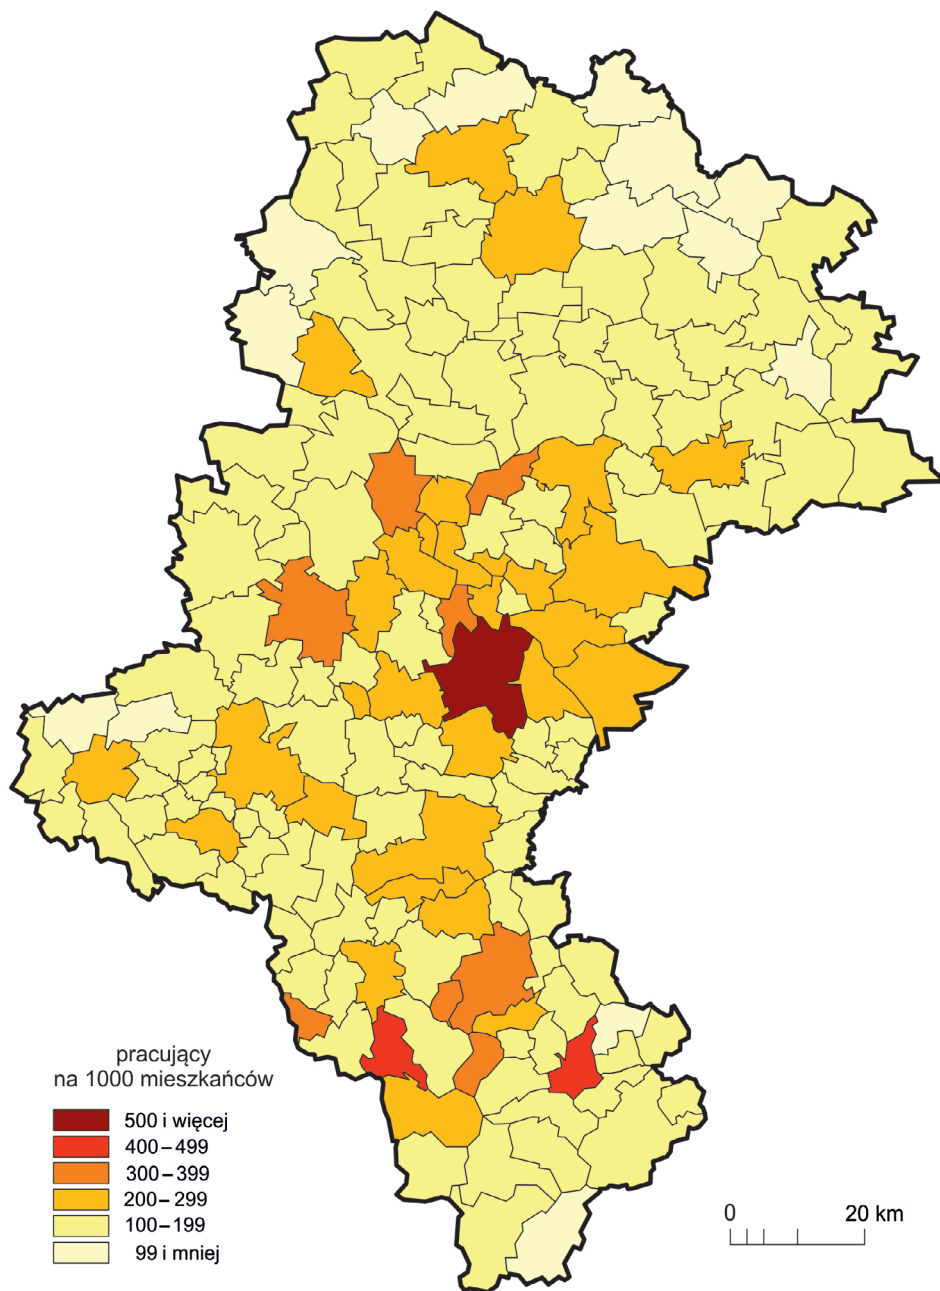 pracujący
na 1000 mieszkańców
500 i więcej
400–499
300–399
200–299
100–199
99 i mniej
0 20 km